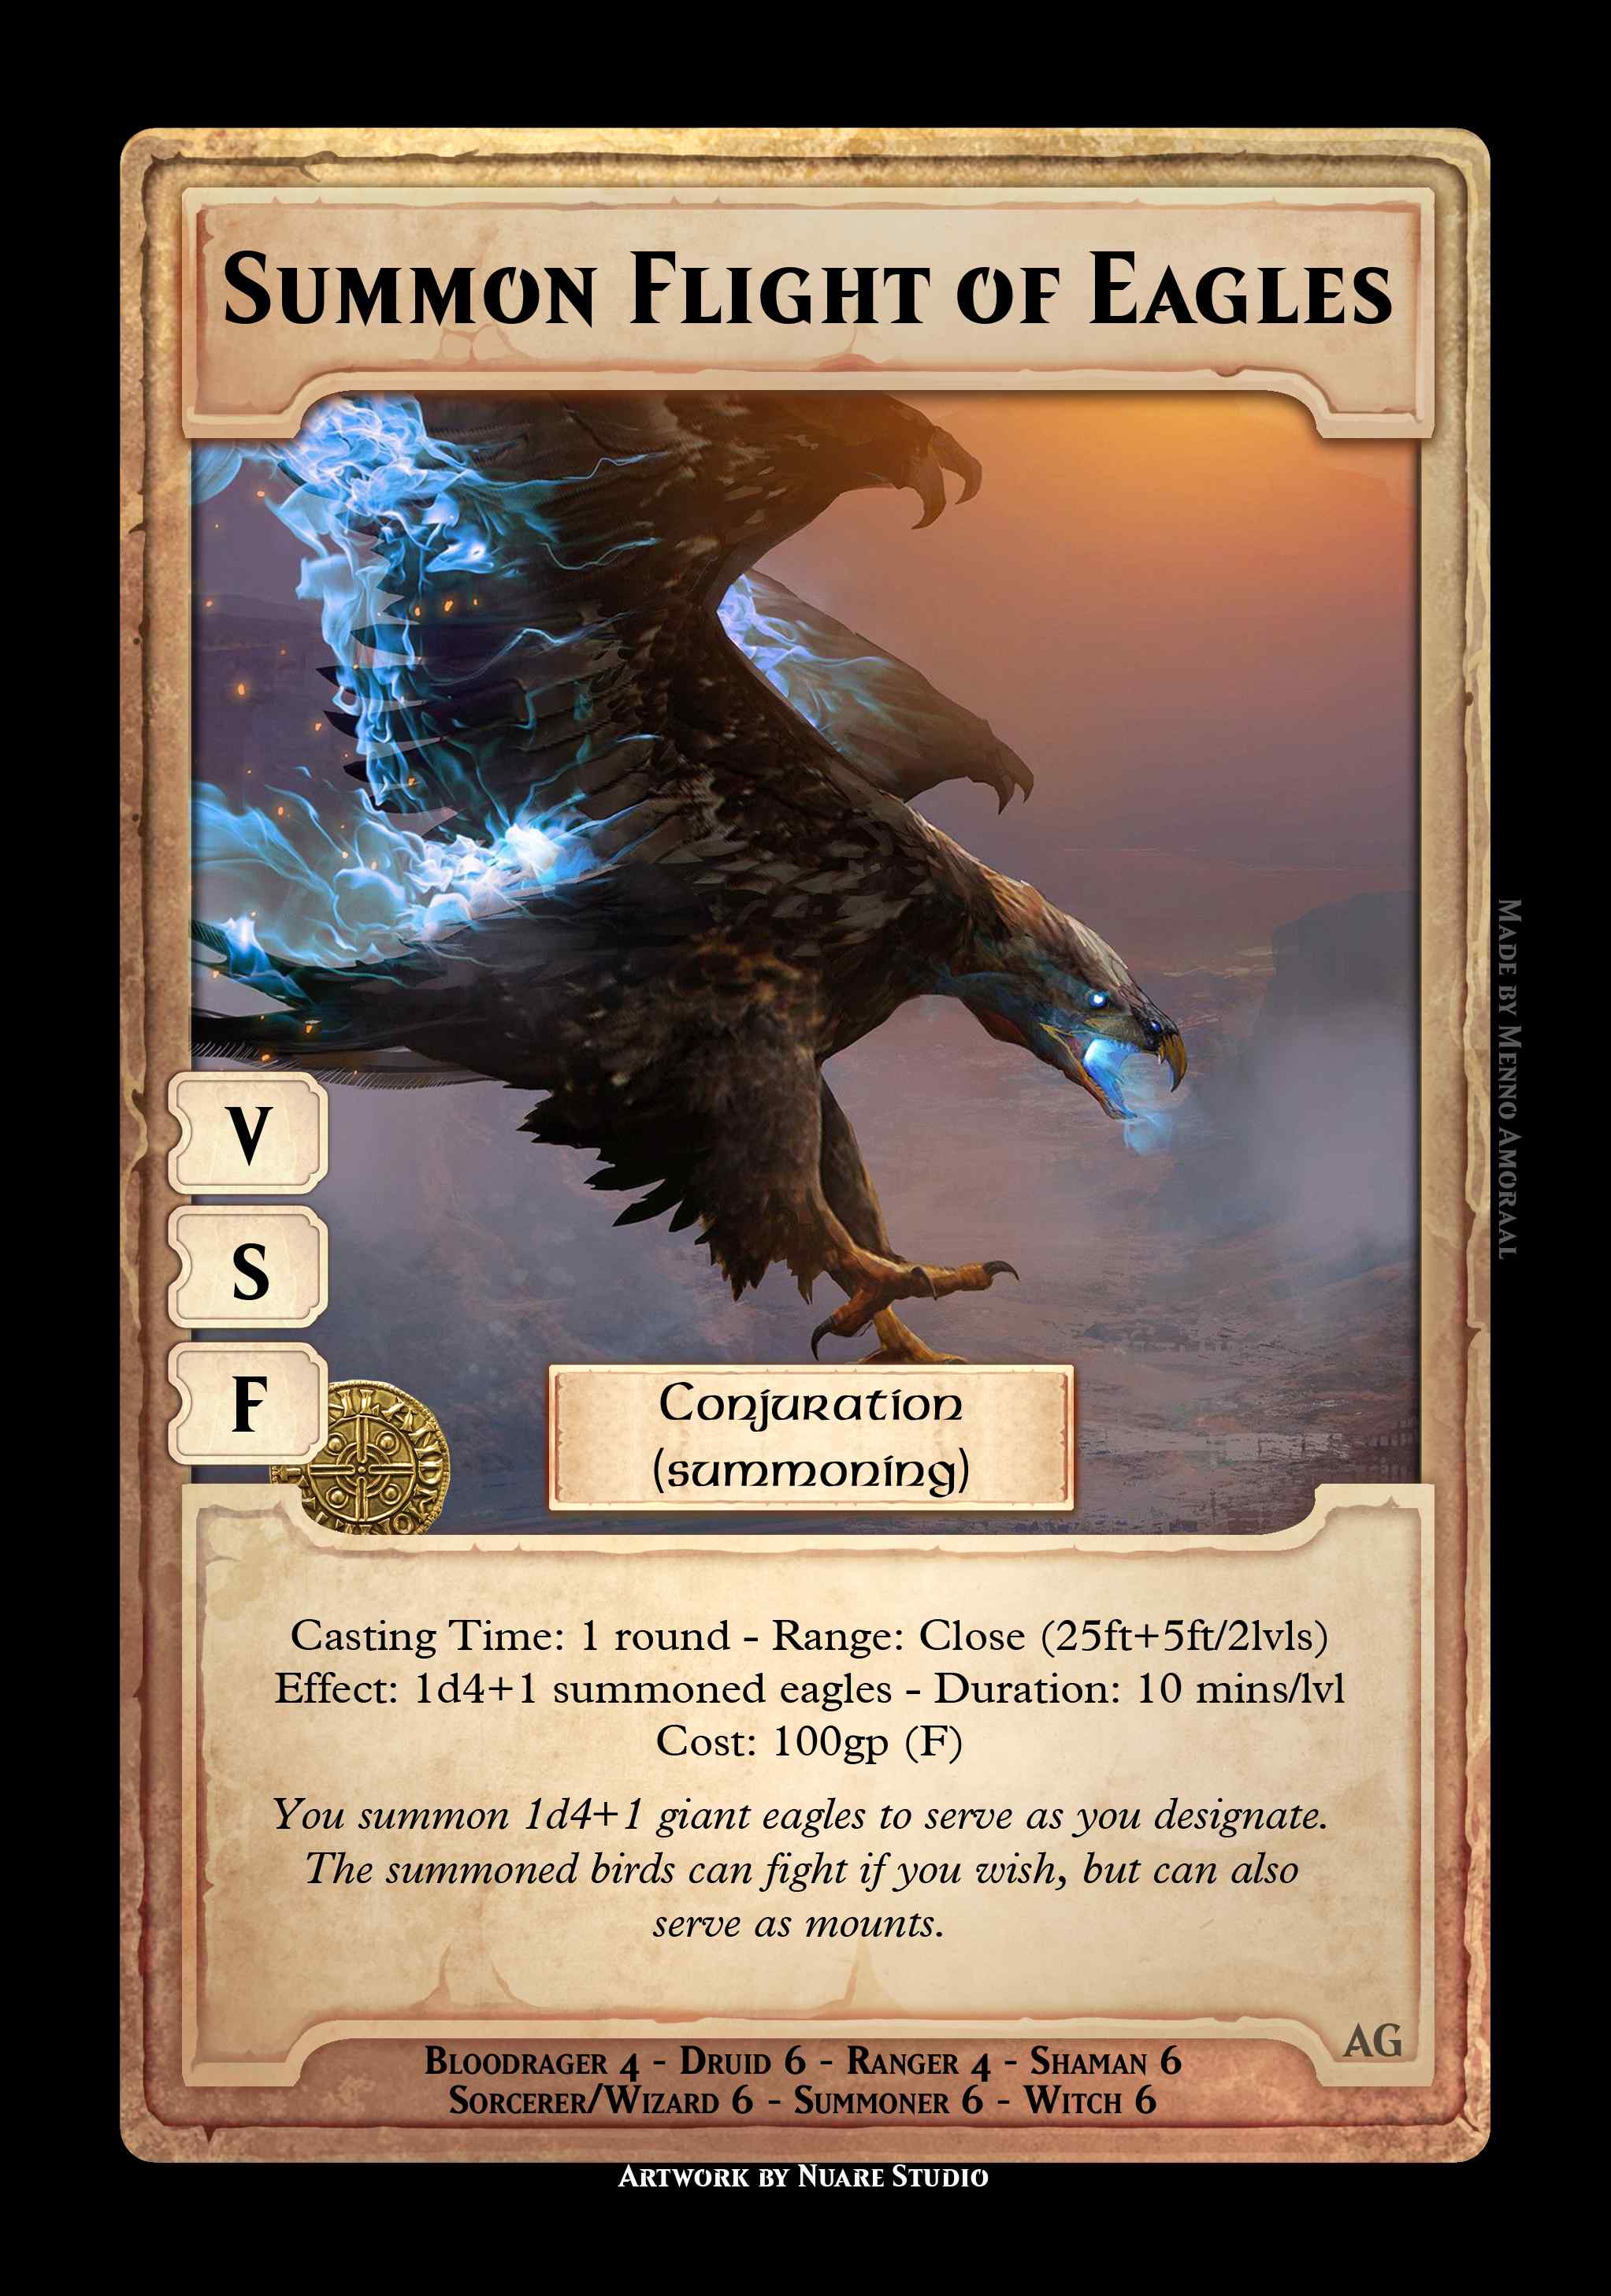 Summon Flight of Eagles
V
S
F
Conjuration
(summoning)
Casting Time: 1 round - Range: Close (25ft+5ft/2lvls)
Effect: 1d4+1 summoned eagles - Duration: 10 mins/lvl
Cost: 100gp (F)
You summon 1d4+1 giant eagles to serve as you designate.
The summoned birds can fight if you wish, but can also
serve as mounts.
AG
Bloodrager 4 - Druid 6 - Ranger 4 - Shaman 6
Sorcerer/Wizard 6 - Summoner 6 - Witch 6
Artwork by Nuare Studio
Made by Menno Amoraal